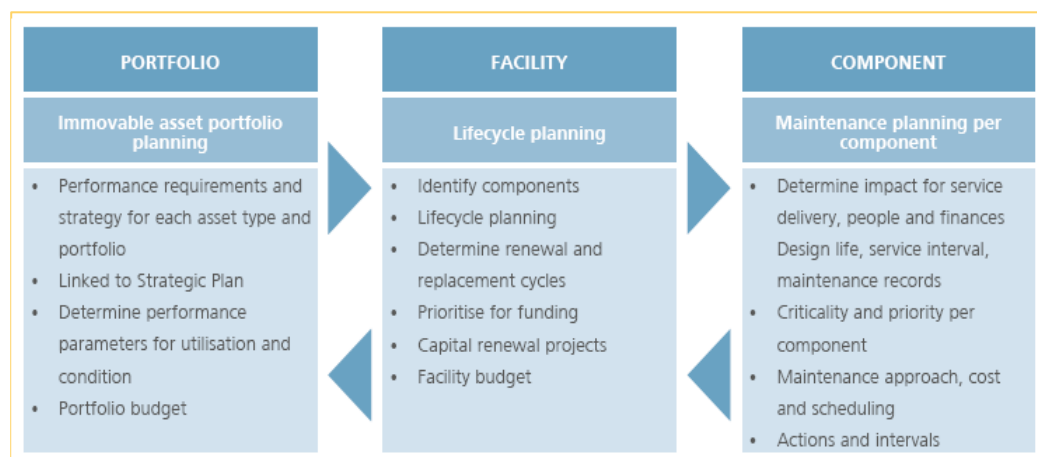 PORTFOLIO
Immovable asset portfolio
planning
• Performance requirements and
strategy for each asset type and
portfolio
• Linked to Strategic Plan
• Determine performance
parameters for utilisation and
condition
• Portfolio budget
FACILITY
Lifecycle planning
• Identify components
• Lifecycle planning
• Determine renewal and
replacement cycles
• Prioritise for funding
• Capital renewal projects
• Facility budget
COMPONENT
Maintenance planning per
component
• Determine impact for service
delivery, people and finances
Design life, service interval,
maintenance records
• Criticality and priority per
component
• Maintenance approach, cost
and scheduling
• Actions and intervals